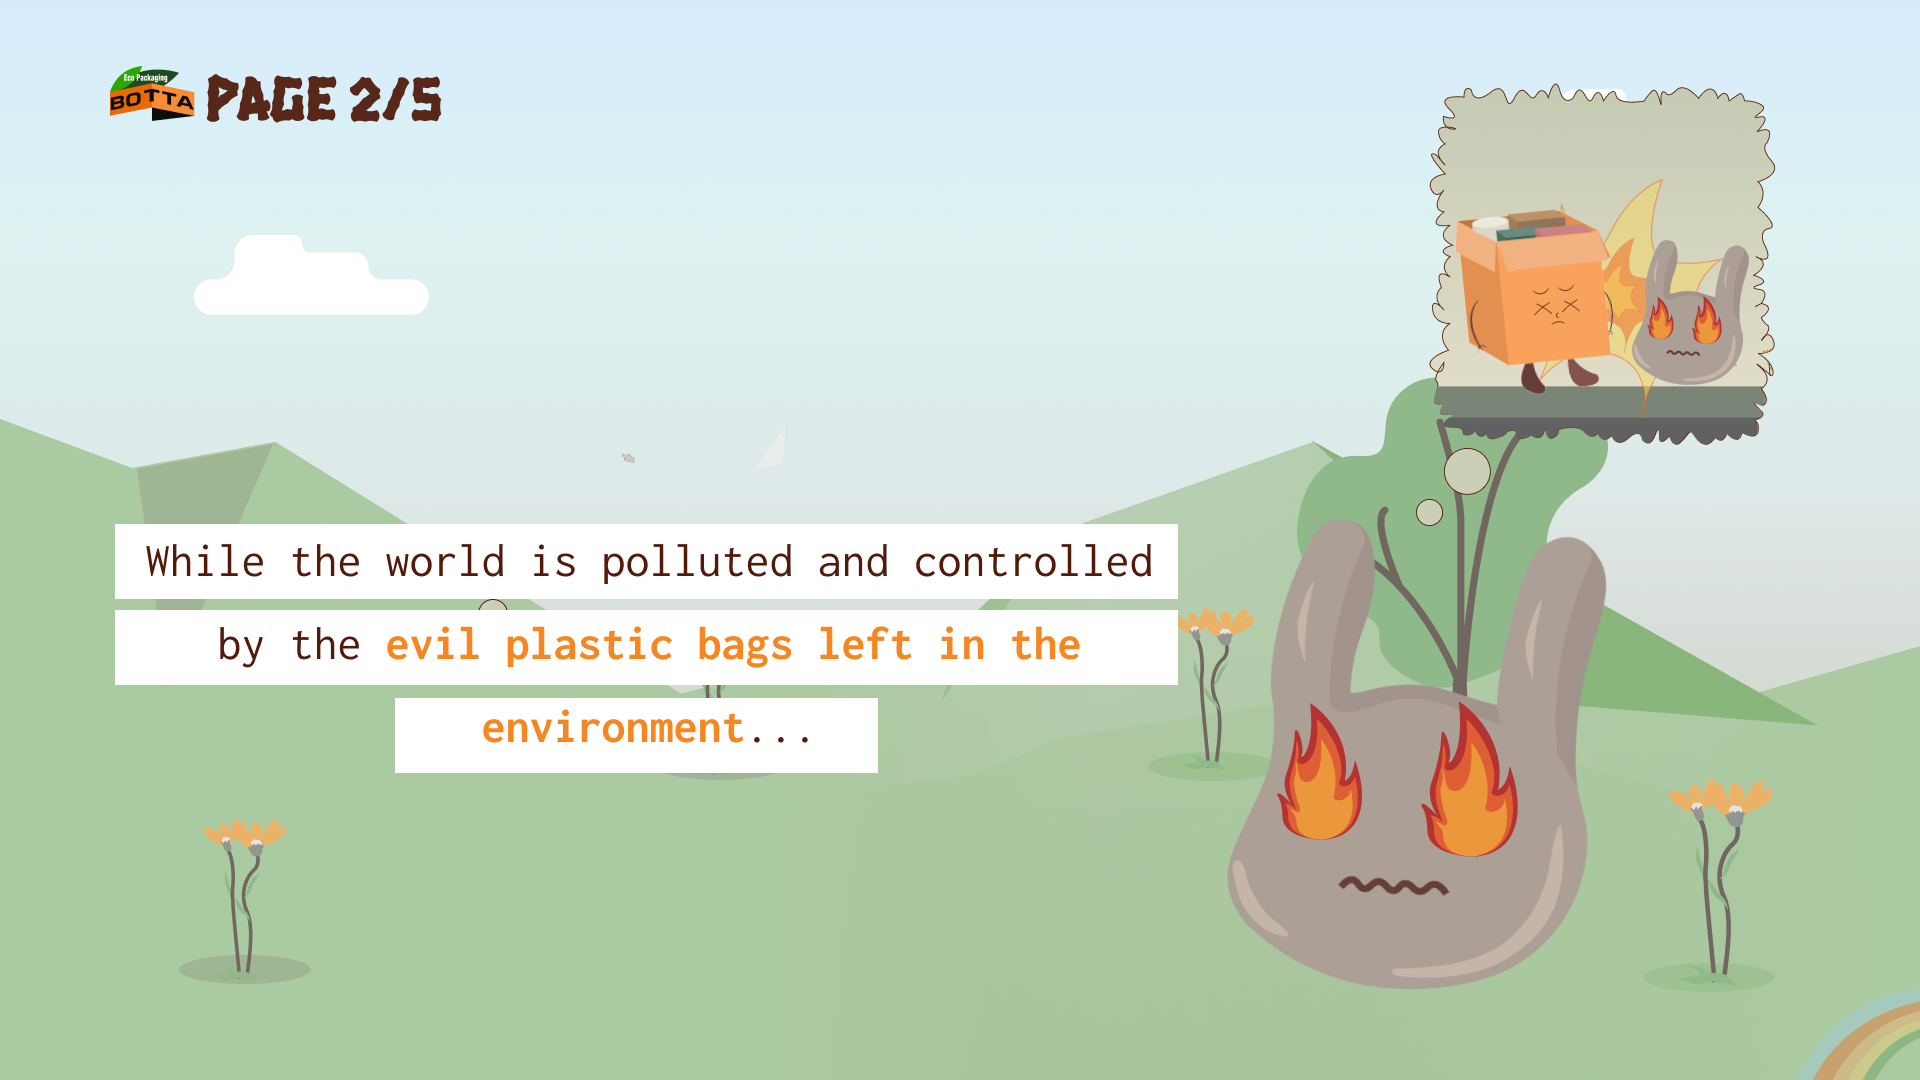 Eco Packaging
BOTTA
PAGE 2/5
While the world is polluted and controlled
by the evil plastic bags left in the
environment...